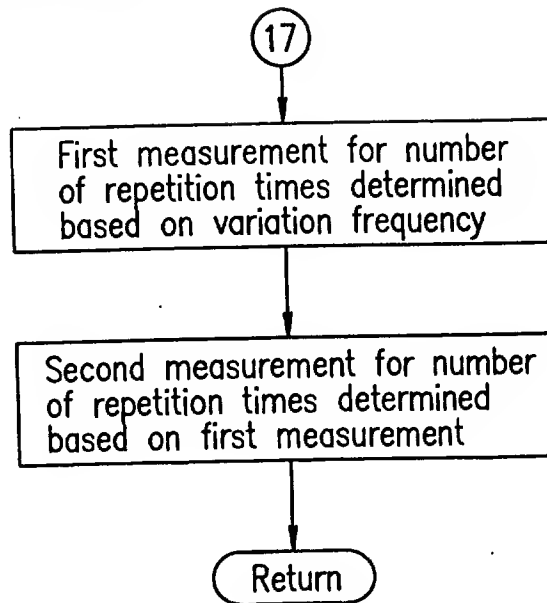 17
First measurement for number
of repetition times determined
based on variation frequency
Second measurement for number
of repetition times determined
based on first measurement
Return